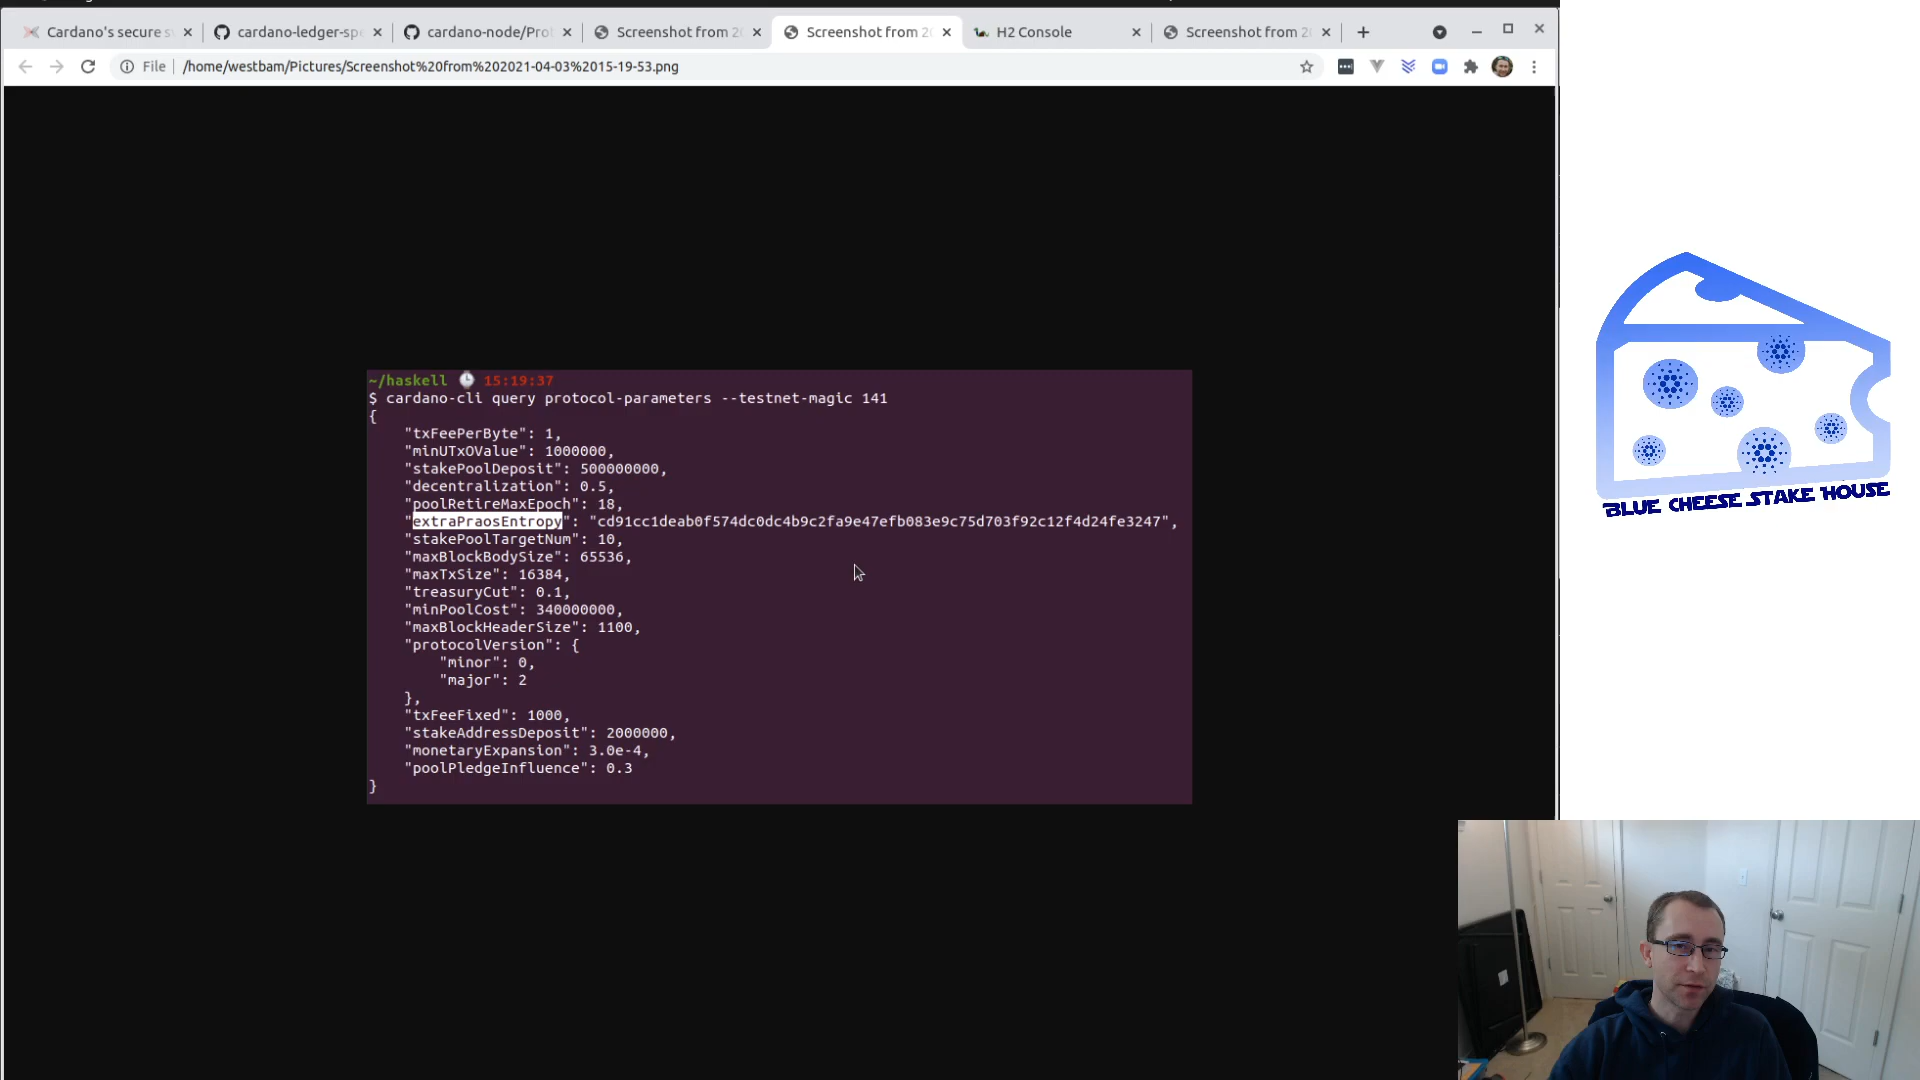 Cardano's secure s
cardano-ledger-spe
cardano-node/Prot
Screenshot from 2
Screenshot from 20
H2 Console
Screenshot from 2
File
/home/westbam/Pictures/Screenshot%20from%202021-04-03%2015-19-53.png
~/haskell 15:19:37
$ cardano-cli query protocol-parameters --testnet-magic 141
{
"txFeePerByte": 1,
"minUTxOValue": 1000000,
"stakePoolDeposit": 500000000,
"decentralization": 0.5,
"poolRetireMaxEpoch": 18,
"extraPraosEntropy": "cd91cc1deab0f574dc0dc4b9c2fa9e47efb083e9c75d703f92c12f4d24fe3247",
"stakePoolTargetNum": 10,
"maxBlockBodySize": 65536,
"maxTxSize": 16384,
"treasuryCut": 0.1,
"minPoolCost": 340000000,
"maxBlockHeaderSize": 1100,
"protocolVersion": {
"minor": 0,
"major": 2
},
"txFeeFixed": 1000,
"stakeAddressDeposit": 2000000,
"monetaryExpansion": 3.0e-4,
"poolPledgeInfluence": 0.3
}
BLUE CHEESE STAKE HOUSE